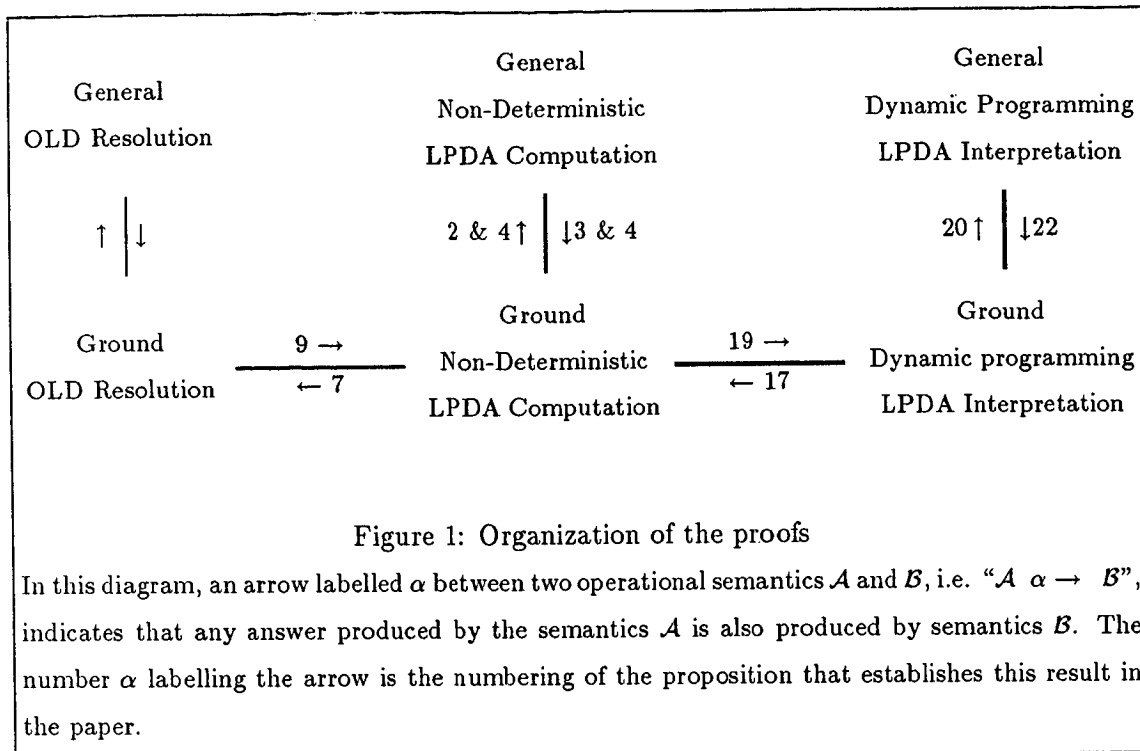 General
OLD Resolution
General
Non-Deterministic
LPDA Computation
General
Dynamic Programming
LPDA Interpretation
↑ ↓
2 & 4↑ ↓3 & 4
20↑ ↓22
Ground
OLD Resolution
9 →
← 7
Ground
Non-Deterministic
LPDA Computation
19 →
← 17
Ground
Dynamic programming
LPDA Interpretation
Figure 1: Organization of the proofs
In this diagram, an arrow labelled α between two operational semantics 𝒜 and ℬ, i.e. “𝒜 α → ℬ”,
indicates that any answer produced by the semantics 𝒜 is also produced by semantics ℬ. The
number α labelling the arrow is the numbering of the proposition that establishes this result in
the paper.